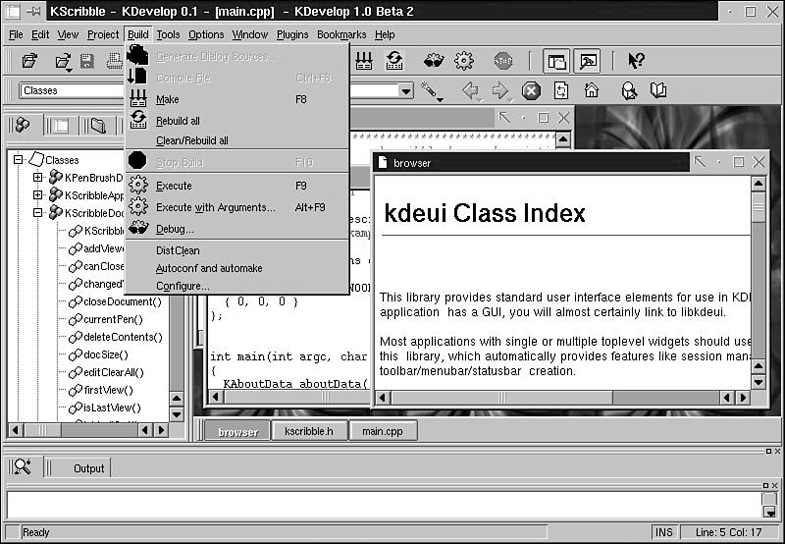 KScribble - KDevelop 0.1 - [main.cpp] - KDevelop 1.0 Beta 2
File Edit View Project Build Tools Options Window Plugins Bookmarks Help
Generate Dialog Sources...
Compile File Ctrl+F8
Make F8
Rebuild all
Clean/Rebuild all
Stop Build F10
Execute F9
Execute with Arguments... Alt+F9
Debug...
DistClean
Autoconf and automake
Configure...
Classes
Classes
KPenBrushD
KScribbleApp
KScribbleDoc
KScribble
addView
canClose
changed
closeDocument()
currentPen()
deleteContents()
docSize()
editClearAll()
firstView()
isLastView()
{ 0, 0, 0 }
};
int main(int argc, char
{
KAboutData aboutData(
browser
kdeui Class Index
This library provides standard user interface elements for use in KD
application has a GUI, you will almost certainly link to libkdeui.
Most applications with single or multiple toplevel widgets should use
this library, which automatically provides features like session man
toolbar/menubar/statusbar creation.
browser kscribble.h main.cpp
Output
Ready INS Line: 5 Col: 17